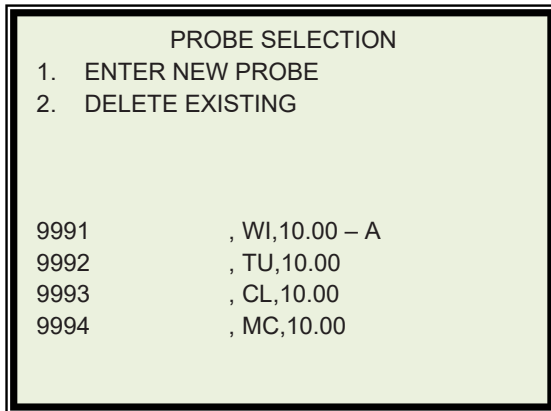 PROBE SELECTION
1. ENTER NEW PROBE
2. DELETE EXISTING
9991 , WI,10.00 – A
9992 , TU,10.00
9993 , CL,10.00
9994 , MC,10.00